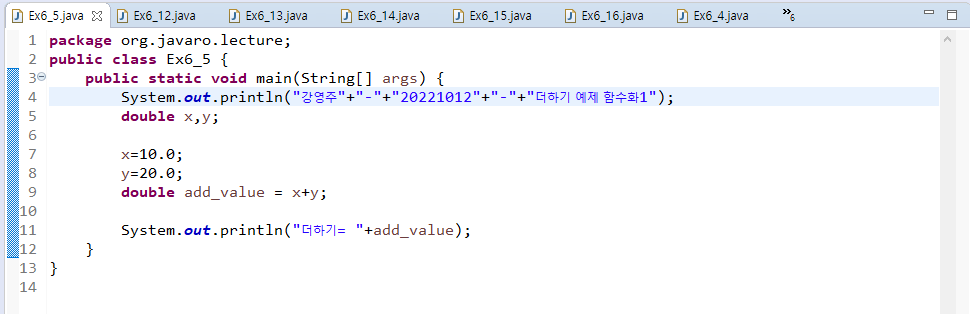 Ex6_5.java Ex6_12.java Ex6_13.java Ex6_14.java Ex6_15.java Ex6_16.java Ex6_4.java »6
1 package org.javaro.lecture;
2 public class Ex6_5 {
3 public static void main(String[] args) {
4 System.out.println("강영주"+"-"+"20221012"+"-"+"더하기 예제 함수화1");
5 double x,y;
6
7 x=10.0;
8 y=20.0;
9 double add_value = x+y;
10
11 System.out.println("더하기= "+add_value);
12 }
13 }
14